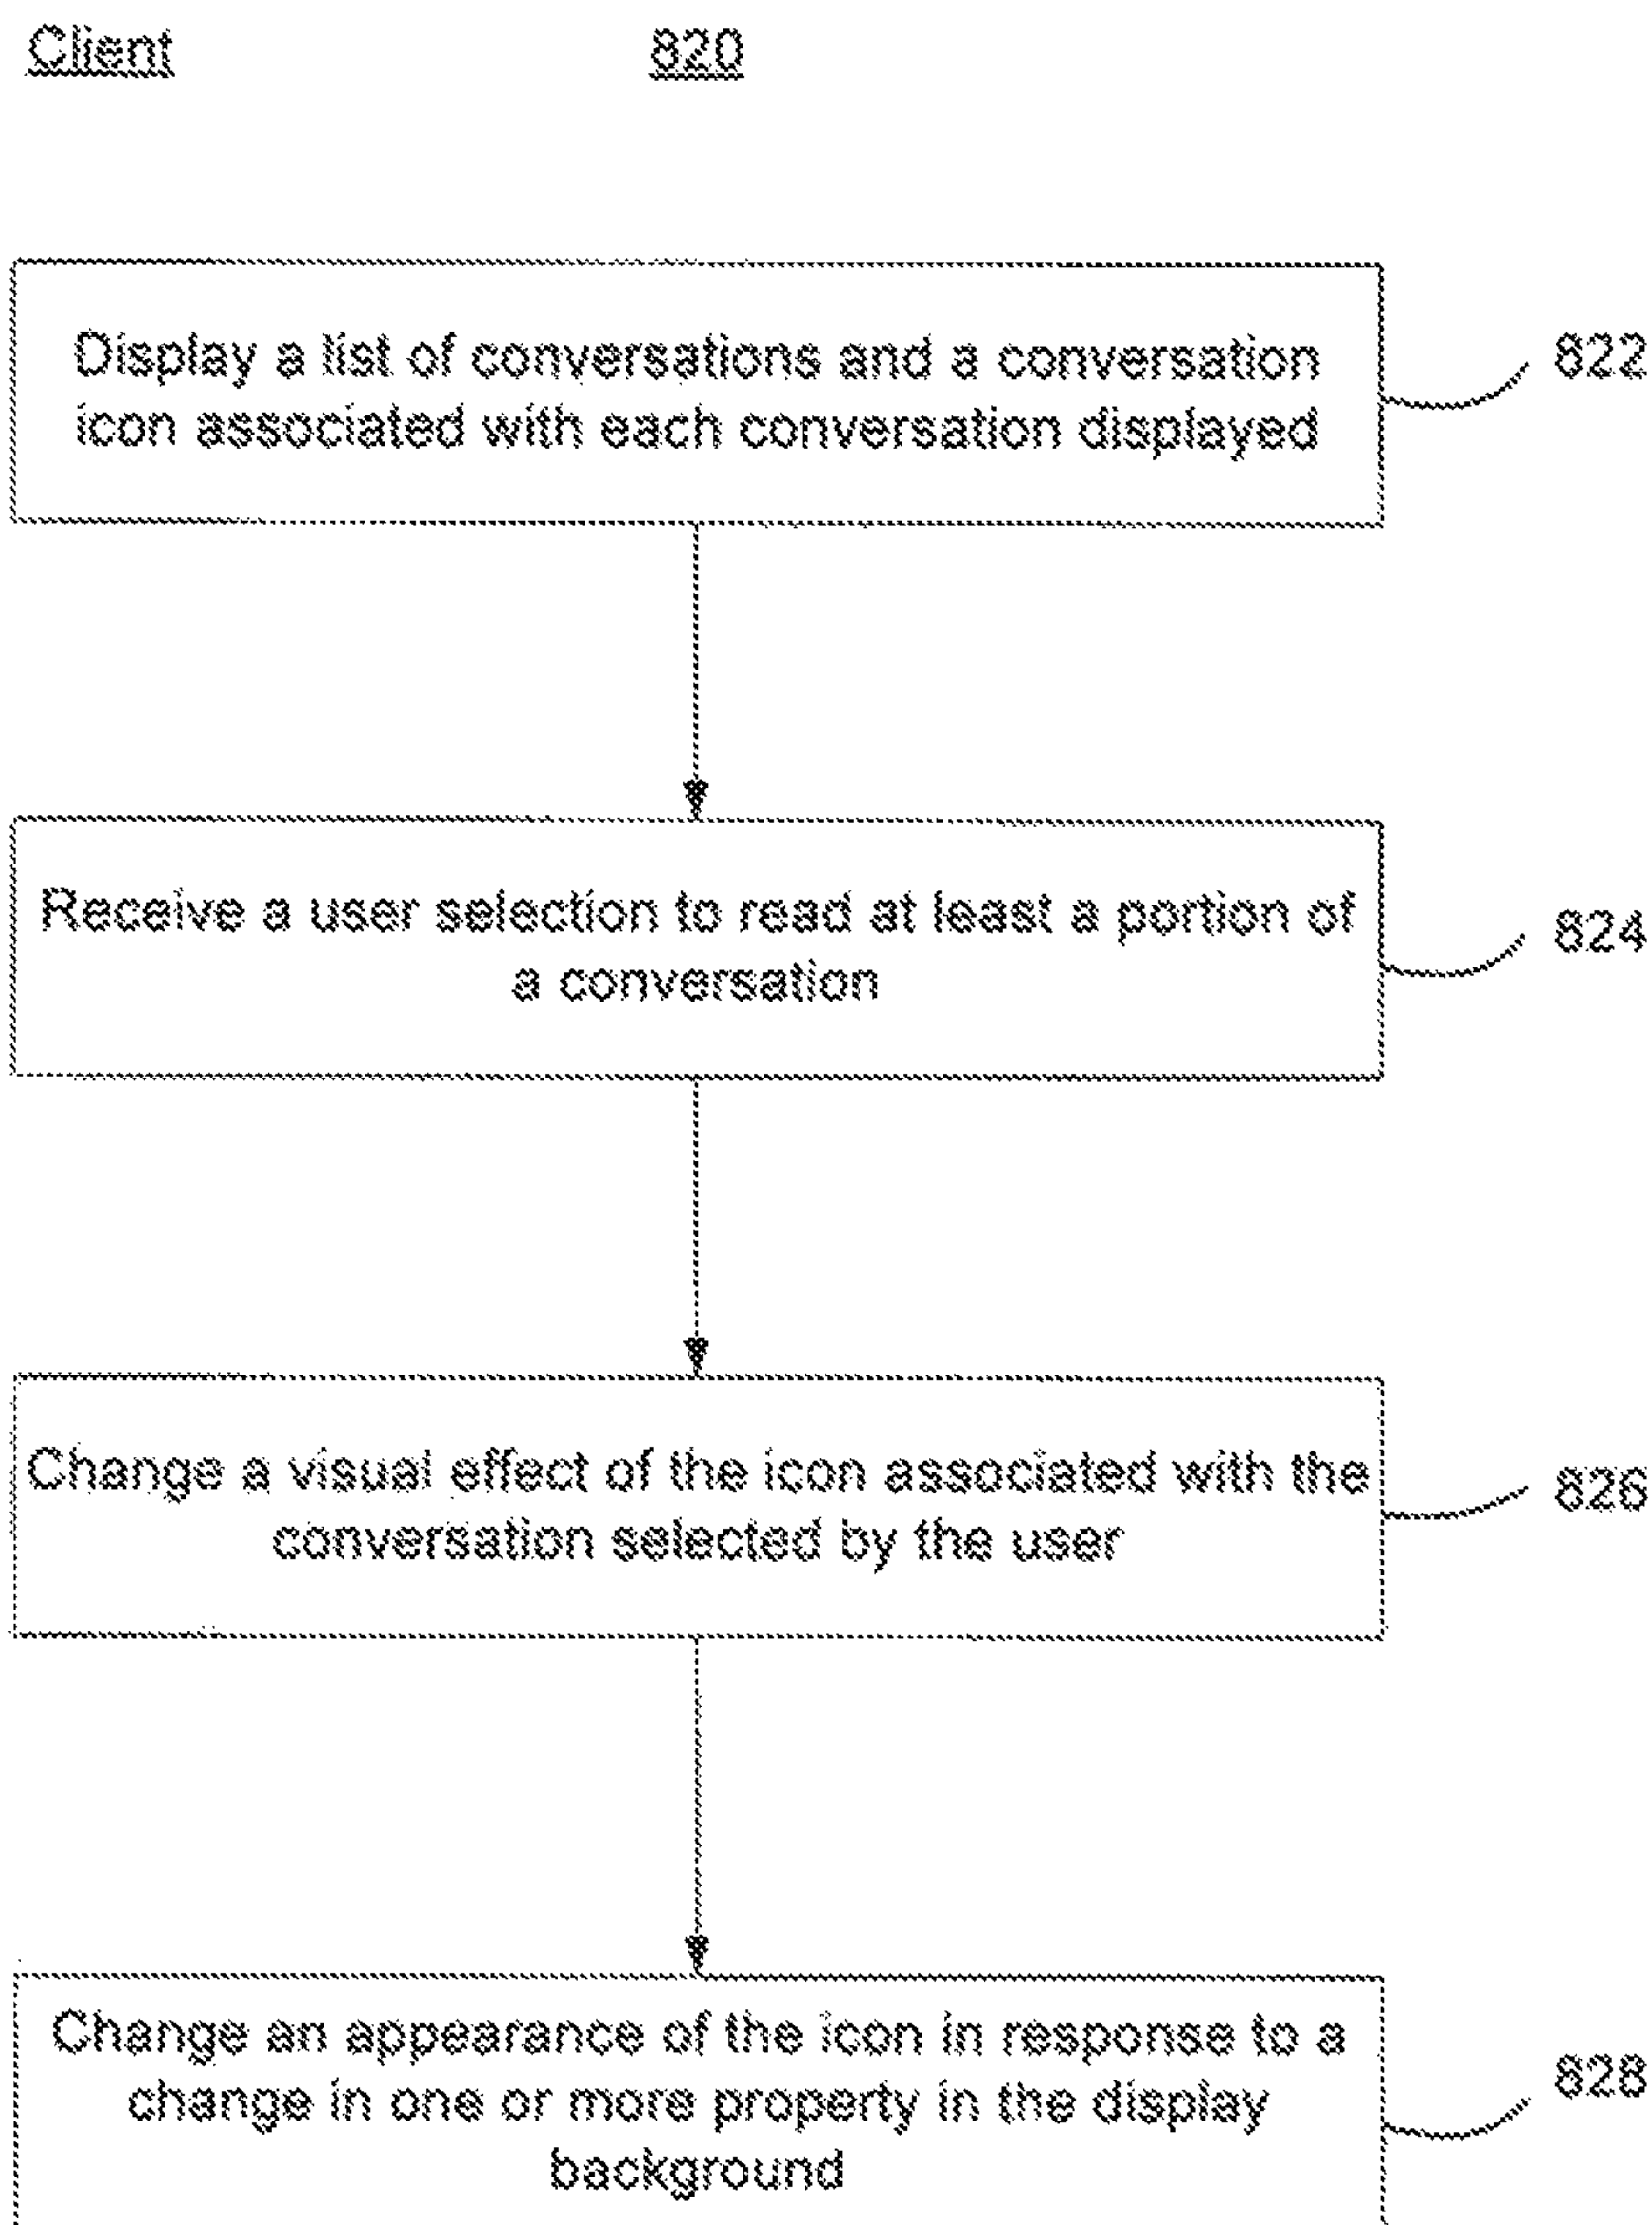 Client
820
Display a list of conversations and a conversation
icon associated with each conversation displayed
822
Receive a user selection to read at least a portion of
a conversation
824
Change a visual effect of the icon associated with the
conversation selected by the user
826
Change an appearance of the icon in response to a
change in one or more property in the display
background
828